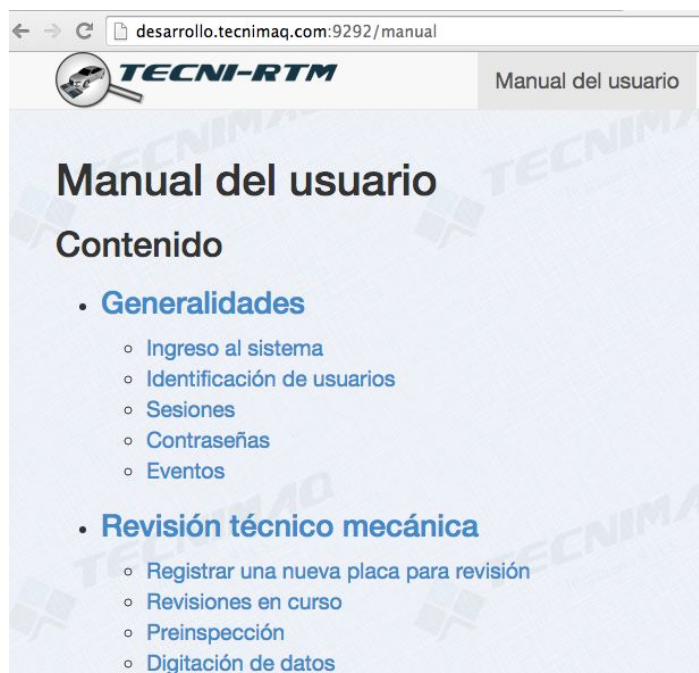 desarrollo.tecnimaq.com:9292/manual
TECNI-RTM
Manual del usuario
Manual del usuario
Contenido
Generalidades
Ingreso al sistema
Identificación de usuarios
Sesiones
Contraseñas
Eventos
Revisión técnico mecánica
Registrar una nueva placa para revisión
Revisiones en curso
Preinspección
Digitación de datos
TECNIMAQ